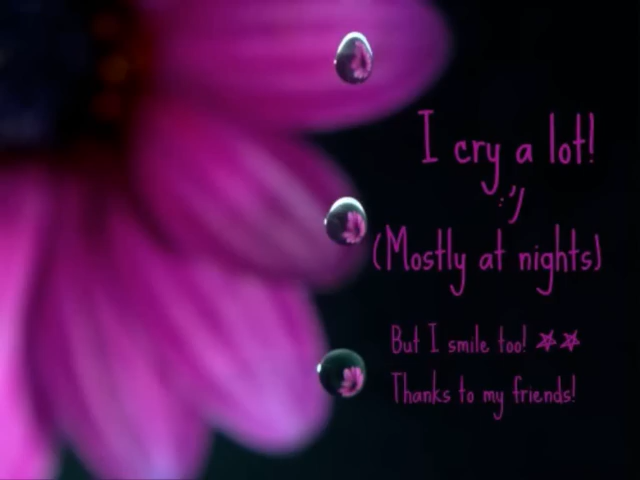 I cry a lot!
:')
(Mostly at nights)
But I smile too! ★★
Thanks to my friends!